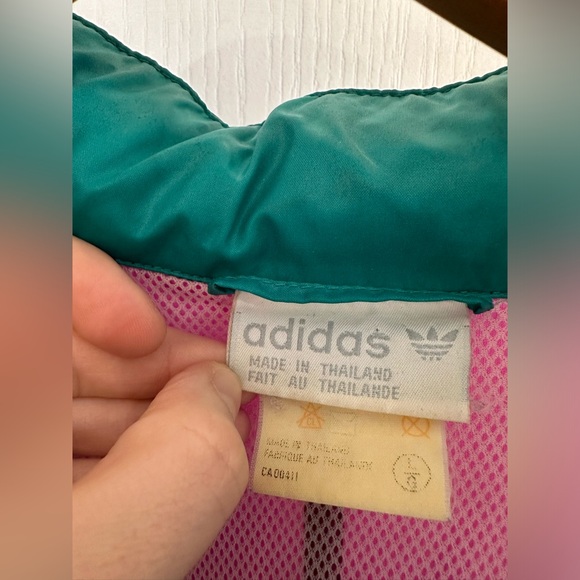 adidas
MADE IN THAILAND
FAIT AU THAILANDE
MADE IN THAILAND
FABRIQUE AU THAILANDE
CA00411
L/G